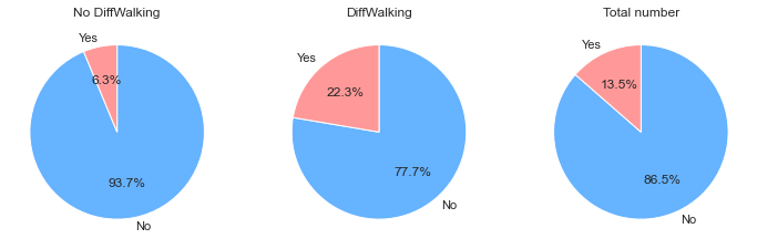 No DiffWalking
Yes
6.3%
93.7%
No
DiffWalking
Yes
22.3%
77.7%
No
Total number
Yes
13.5%
86.5%
No